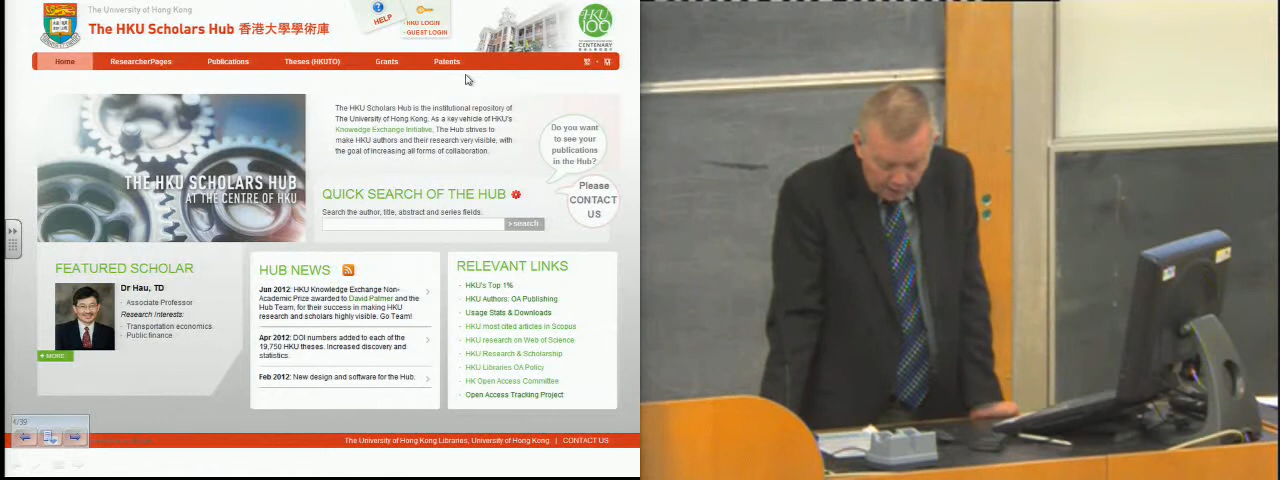 The University of Hong Kong
The HKU Scholars Hub 香港大學學術庫
HELP
HKU LOGIN
GUEST LOGIN
HKU
100
CENTENARY
Home
ResearcherPages
Publications
Theses (HKUTO)
Grants
Patents
繁 · 简
THE HKU SCHOLARS HUB
AT THE CENTRE OF HKU
The HKU Scholars Hub is the institutional repository of
The University of Hong Kong. As a key vehicle of HKU's
Knowledge Exchange Initiative, The Hub strives to
make HKU authors and their research very visible, with
the goal of increasing all forms of collaboration.
Do you want
to see your
publications
in the Hub?
Please
CONTACT
US
QUICK SEARCH OF THE HUB
Search the author, title, abstract and series fields.
search
FEATURED SCHOLAR
Dr Hau, TD
· Associate Professor
Research Interests:
· Transportation economics
· Public finance
MORE
HUB NEWS
Jun 2012: HKU Knowledge Exchange Non-
Academic Prize awarded to David Palmer and the
Hub Team, for their success in making HKU
research and scholars highly visible. Go Team!
Apr 2012: DOI numbers added to each of the
19,750 HKU theses. Increased discovery and
statistics.
Feb 2012: New design and software for the Hub.
RELEVANT LINKS
· HKU's Top 1%
· HKU Authors: OA Publishing
· Usage Stats & Downloads
· HKU most cited articles in Scopus
· HKU research on Web of Science
· HKU Research & Scholarship
· HKU Libraries OA Policy
· HK Open Access Committee
· Open Access Tracking Project
4/39
The University of Hong Kong Libraries, University of Hong Kong | CONTACT US